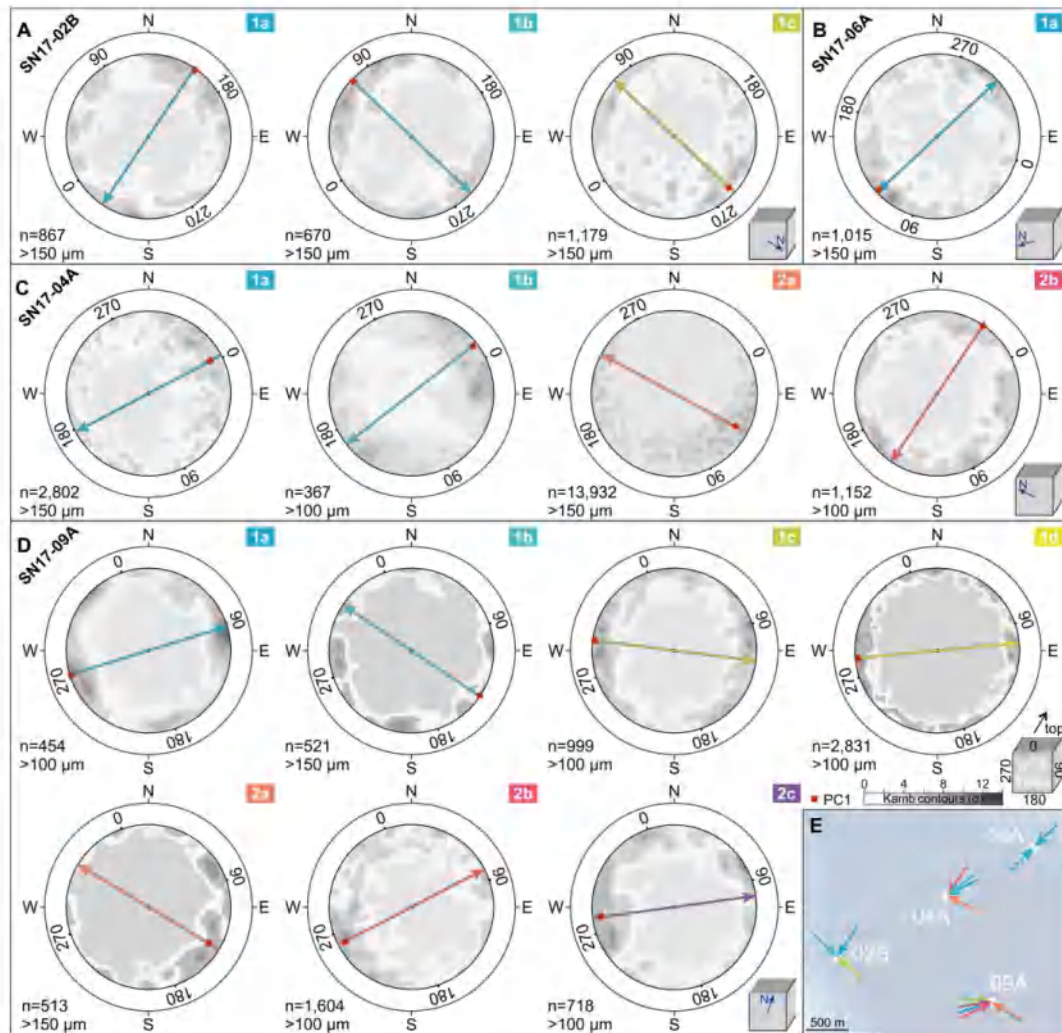 A SN17-02B
N 1a
90
180
W
0
270
S
n=867
>150 µm
N 1b
90
180
W
0
270
S
n=670
>150 µm
N 1c
90
180
W E
0
270
S
n=1,179
>150 µm
N
B SN17-06A
N 1a
270
180
W E
0
90
S
n=1,015
>150 µm
N
C SN17-04A
N 1a
270
0
W
180
90
S
n=2,802
>150 µm
N 1b
270
0
W E
180
90
S
n=367
>100 µm
N 2a
270
0
W E
180
90
S
n=13,932
>150 µm
N 2b
270
0
W E
180
90
S
n=1,152
>100 µm
N
D SN17-09A
N 1a
0
90
W E
270
180
S
n=454
>100 µm
N 1b
0
90
W E
270
180
S
n=521
>150 µm
N 1c
0
90
W E
270
180
S
n=999
>100 µm
N 1d
0
90
W E
270
180
S
n=2,831
>100 µm
top
0
270 90
180
0 4 8 12
PC1 Kamb contours (σ)
N 2a
0
90
W E
270
180
S
n=513
>150 µm
N 2b
0
90
W E
270
180
S
n=1,604
>100 µm
N 2c
0
90
W E
270
180
S
n=718
>100 µm
N
E
04A
02B
09A
500 m